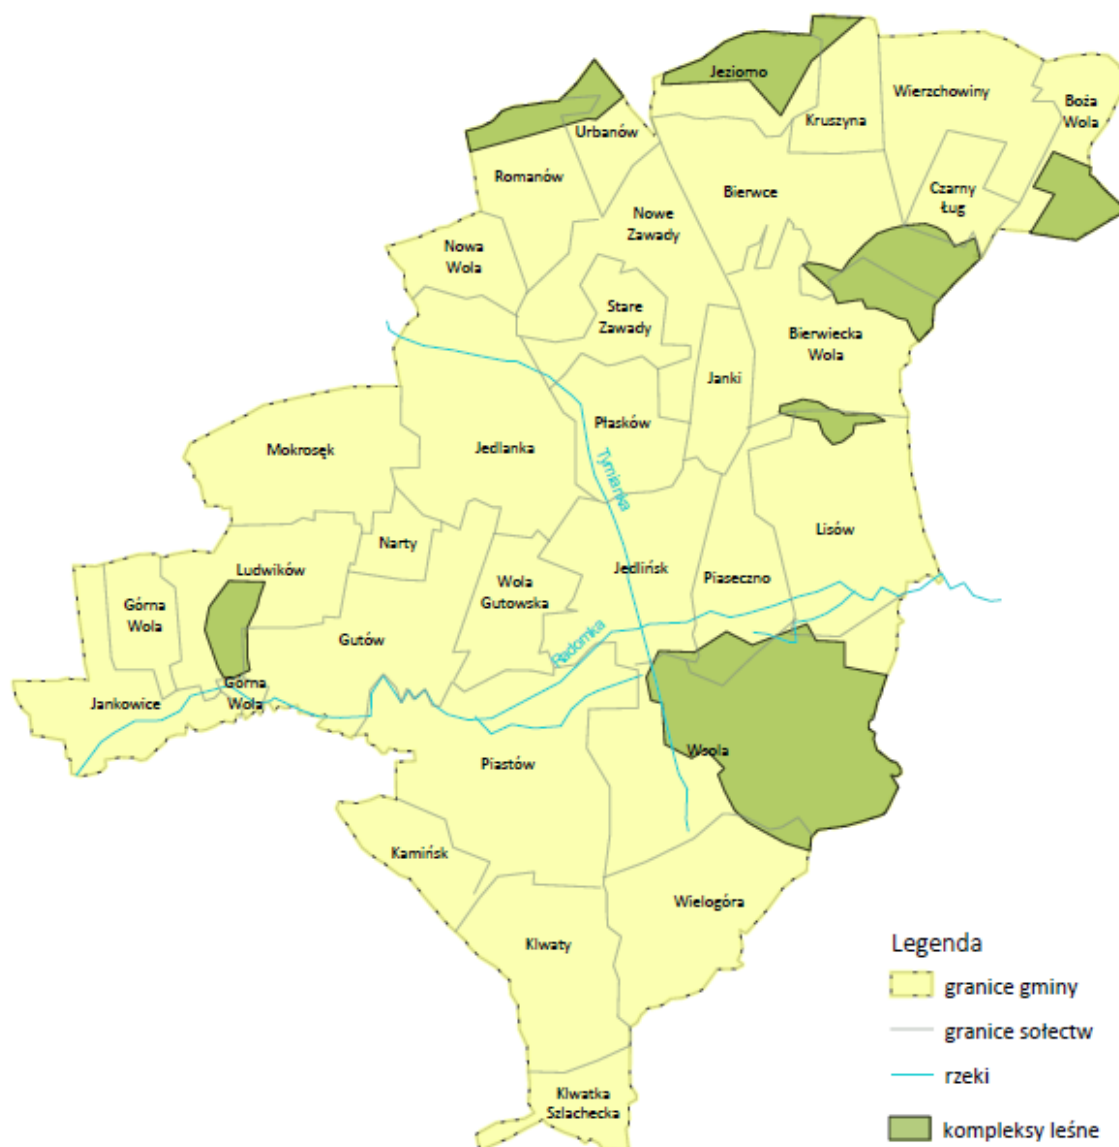 Jeziorno
Wierzchowiny
Boża
Wola
Kruszyna
Urbanów
Romanów
Bierwce
Czarny
Ług
Nowe
Zawady
Nowa
Wola
Stare
Zawady
Bierwiecka
Wola
Janki
Płasków
Mokrosęk
Jedlanka
Tymianka
Lisów
Narty
Ludwików
Wola
Gutowska
Jedlińsk
Piaseczno
Górna
Wola
Gutów
Radomka
Górna
Wola
Jankowice
Wsola
Piastów
Kamińsk
Wielogóra
Klwaty
Klwatka
Szlachecka
Legenda
granice gminy
granice sołectw
rzeki
kompleksy leśne